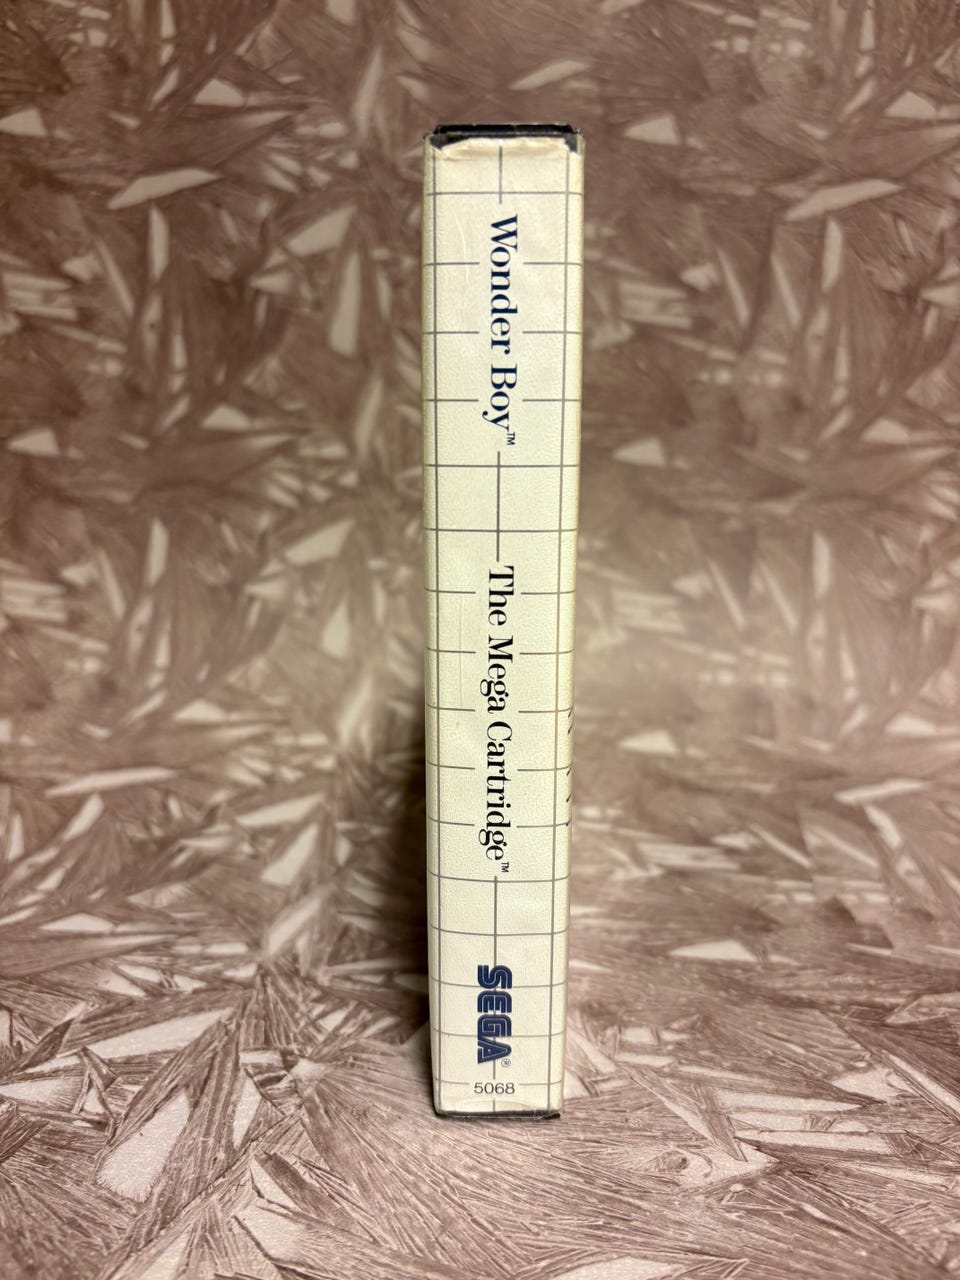 Wonder Boy™
The Mega Cartridge™
SEGA®
5068